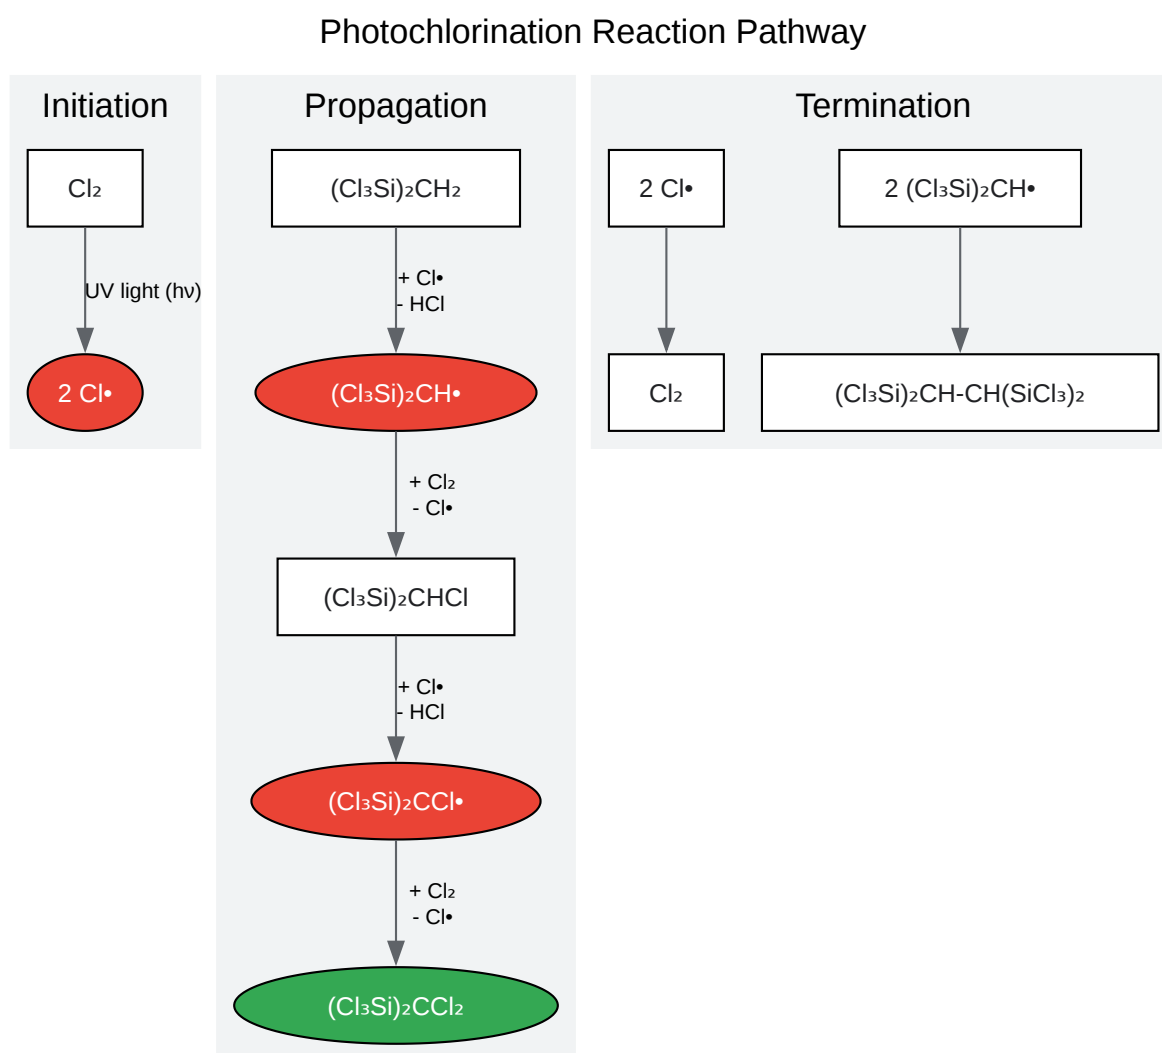 Photochlorination Reaction Pathway
Initiation
Cl₂
UV light (hν)
2 Cl•
Propagation
(Cl₃Si)₂CH₂
+ Cl•
- HCl
(Cl₃Si)₂CH•
+ Cl₂
- Cl•
(Cl₃Si)₂CHCl
+ Cl•
- HCl
(Cl₃Si)₂CCl•
+ Cl₂
- Cl•
(Cl₃Si)₂CCl₂
Termination
2 Cl•
Cl₂
2 (Cl₃Si)₂CH•
(Cl₃Si)₂CH-CH(SiCl₃)₂